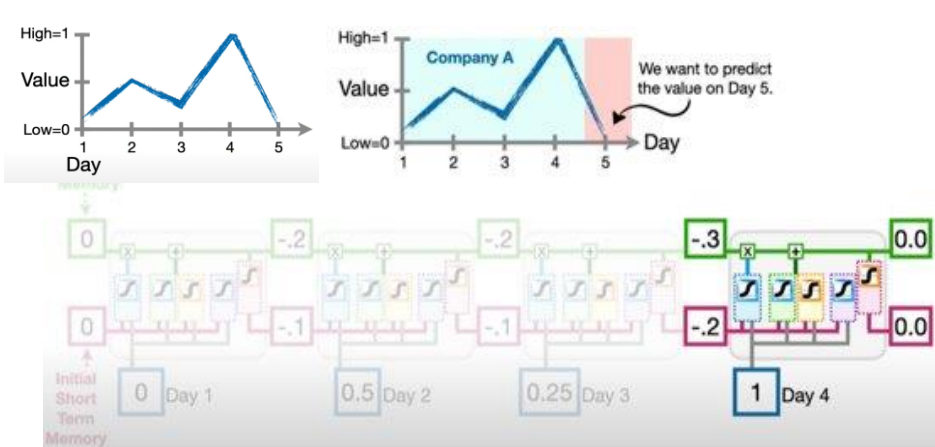 High=1
Value
Low=0
1 2 3 4 5
Day
High=1
Company A
Value
Low=0
1 2 3 4 5
Day
We want to predict
the value on Day 5.
Memory.
0 -.2 -.2 -.3 0.0
x + x + x + x +
0 -.1 -.1 -.2 0.0
Initial
Short
Term
Memory
0 Day 1
0.5 Day 2
0.25 Day 3
1 Day 4